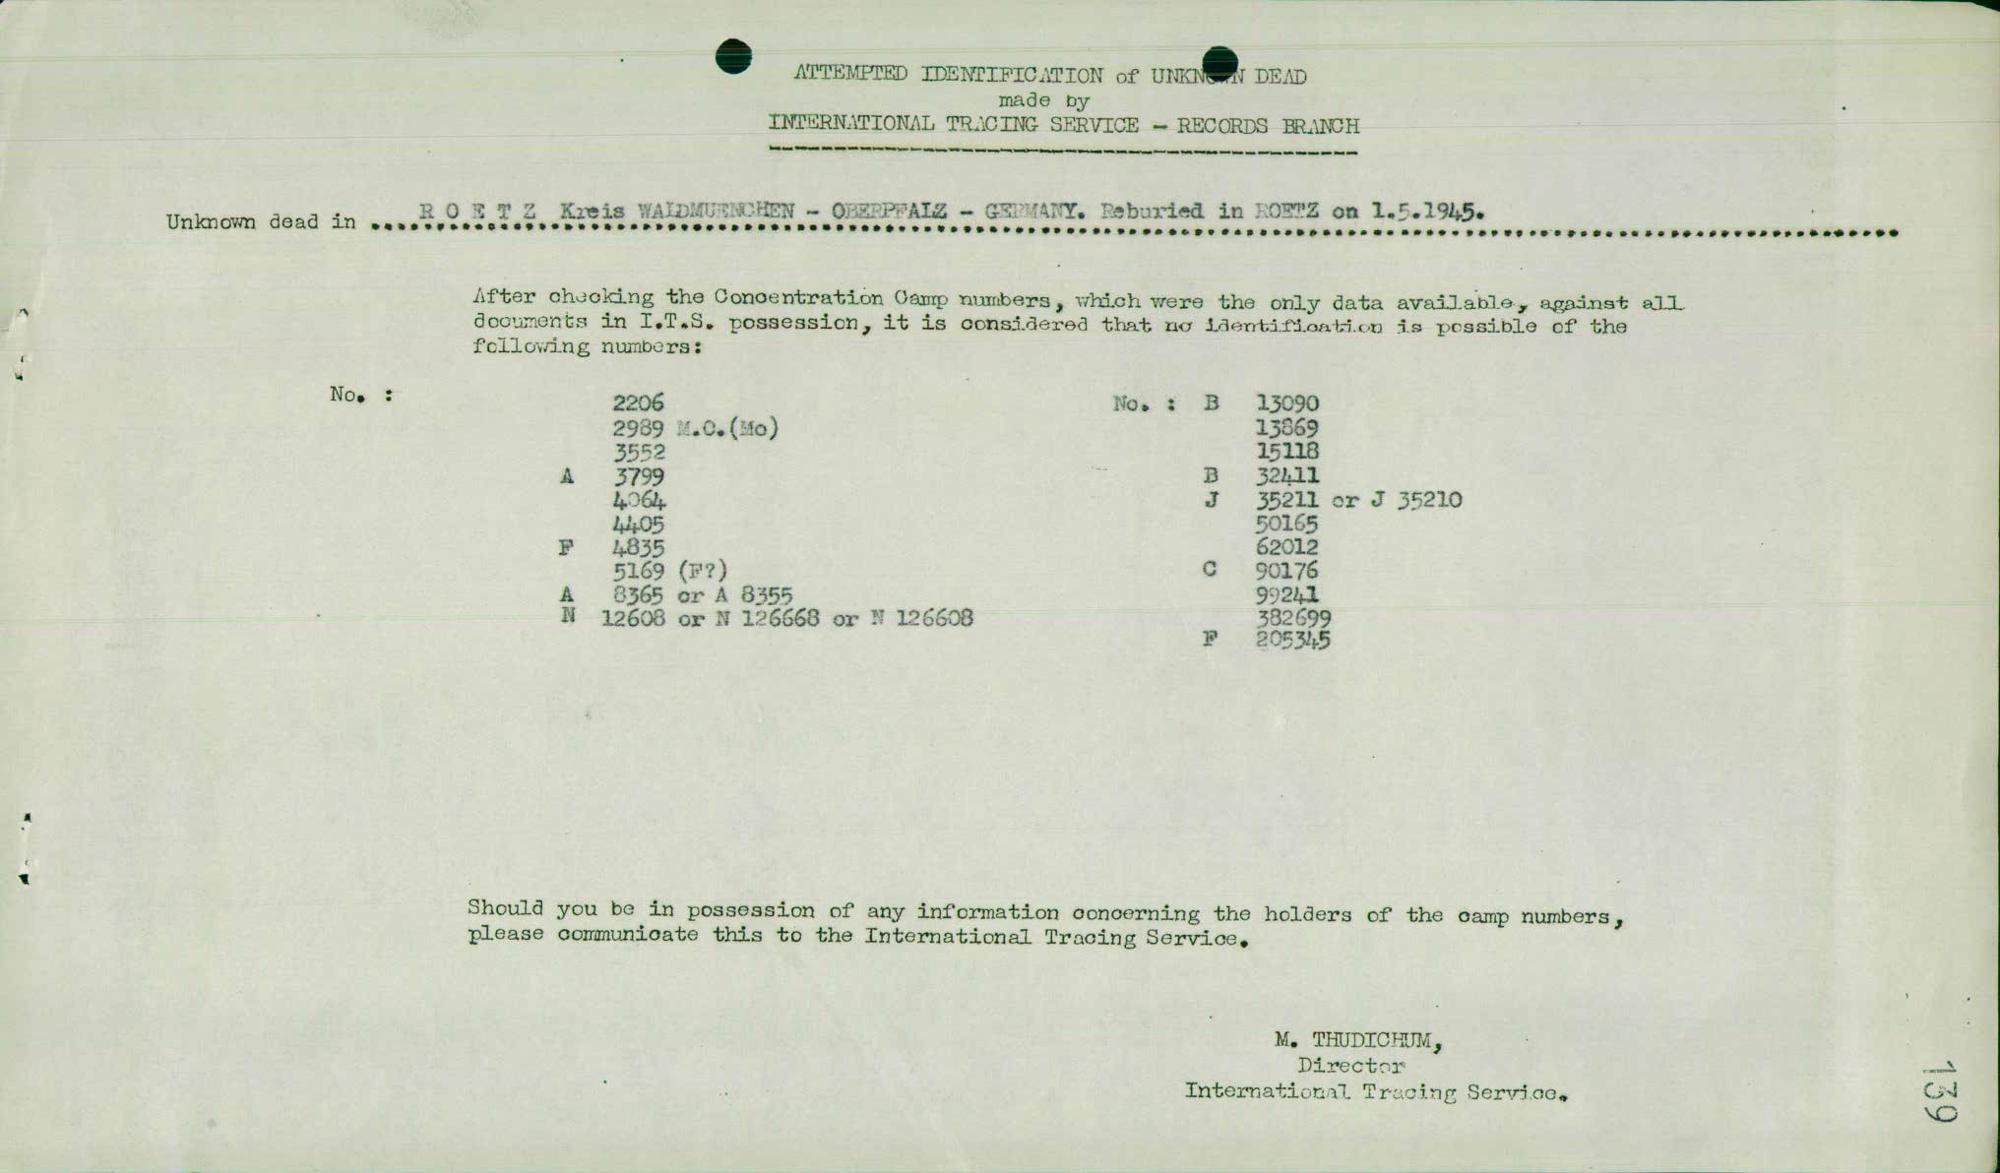 ATTEMPTED IDENTIFICATION of UNKNOWN DEAD
made by
INTERNATIONAL TRACING SERVICE - RECORDS BRANCH
Unknown dead in .... R O E T Z Kreis WALDMUENCHEN - OBERPFALZ - GERMANY. Reburied in ROETZ on 1.5.1945.
After checking the Concentration Camp numbers, which were the only data available, against all
documents in I.T.S. possession, it is considered that no identification is possible of the
following numbers:
No. :
2206
2989 M.C.(Mo)
3552
A 3799
4064
4405
F 4835
5169 (F?)
A 8365 or A 8355
N 12608 or N 126668 or N 126608
No. : B 13090
13869
15118
B 32411
J 35211 or J 35210
50165
62012
C 90176
99241
382699
F 205345
Should you be in possession of any information concerning the holders of the camp numbers,
please communicate this to the International Tracing Service.
M. THUDICHUM,
Director
International Tracing Service.
139